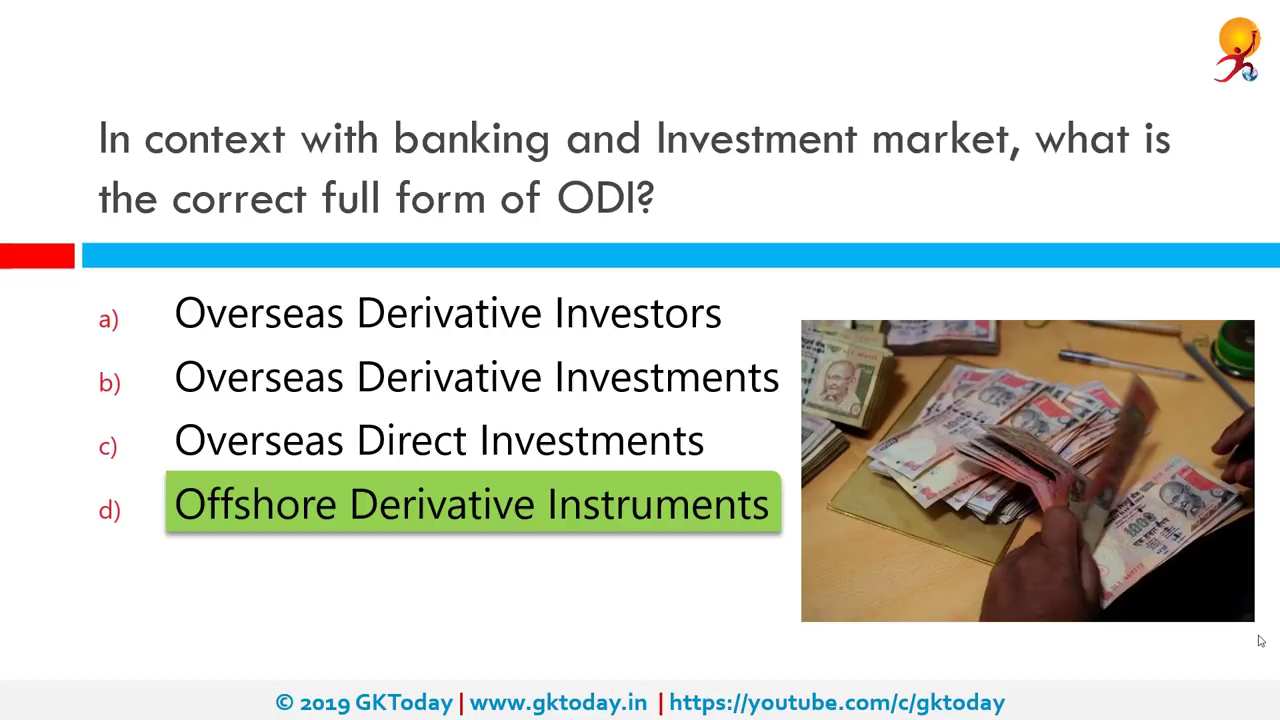 In context with banking and Investment market, what is
the correct full form of ODI?
a) Overseas Derivative Investors
b) Overseas Derivative Investments
c) Overseas Direct Investments
d) Offshore Derivative Instruments
1000
© 2019 GKToday | www.gktoday.in | https://youtube.com/c/gktoday